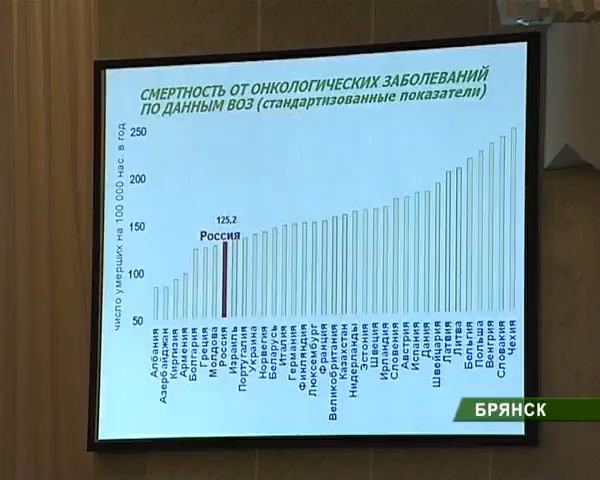 СМЕРТНОСТЬ ОТ ОНКОЛОГИЧЕСКИХ ЗАБОЛЕВАНИЙ
ПО ДАННЫМ ВОЗ (стандартизованные показатели)
число умерших на 100 000 нас. в год
250
200
150
100
50
125,2
Россия
Албания
Азербайджан
Киргизия
Армения
Болгария
Греция
Молдова
Россия
Израиль
Португалия
Украина
Норвегия
Беларусь
Италия
Германия
Финляндия
Люксембург
Франция
Великобритания
Казахстан
Нидерланды
Эстония
Швеция
Ирландия
Словения
Австрия
Испания
Дания
Швейцария
Латвия
Литва
Бельгия
Польша
Венгрия
Словакия
Чехия
БРЯНСК